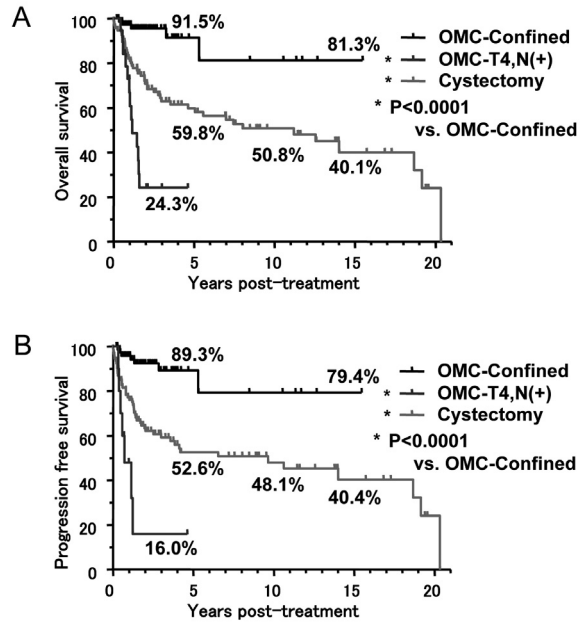 A
100
80
60
40
20
0
Overall survival
91.5%
81.3%
59.8%
50.8%
40.1%
24.3%
OMC-Confined
* OMC-T4,N(+)
* Cystectomy
* P<0.0001
vs. OMC-Confined
0 5 10 15 20
Years post-treatment
B
100
80
60
40
20
0
Progression free survival
89.3%
79.4%
52.6%
48.1%
40.4%
16.0%
OMC-Confined
* OMC-T4,N(+)
* Cystectomy
* P<0.0001
vs. OMC-Confined
0 5 10 15 20
Years post-treatment